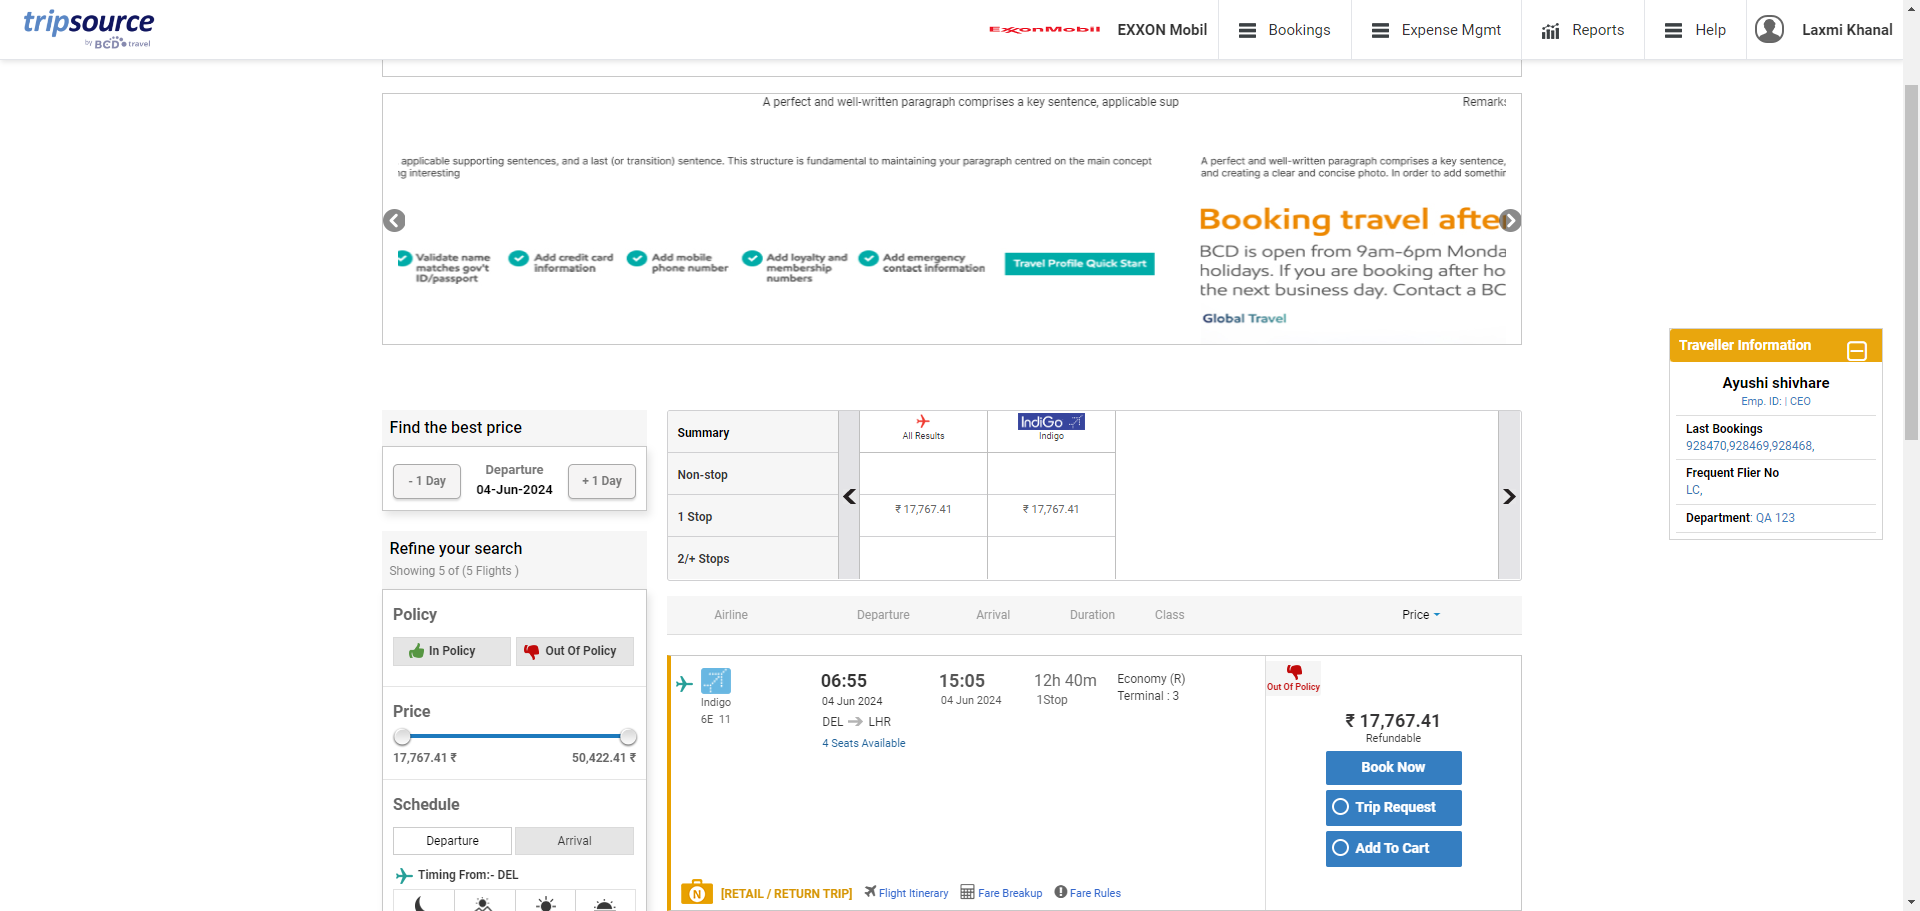 tripsource
by BCD travel
ExxonMobil
EXXON Mobil
Bookings
Expense Mgmt
Reports
Help
Laxmi Khanal
A perfect and well-written paragraph comprises a key sentence, applicable sup
Remarks
applicable supporting sentences, and a last (or transition) sentence. This structure is fundamental to maintaining your paragraph centred on the main concept
ng interesting
A perfect and well-written paragraph comprises a key sentence,
and creating a clear and concise photo. In order to add somethin
Validate name
matches gov't
ID/passport
Add credit card
information
Add mobile
phone number
Add loyalty and
membership
numbers
Add emergency
contact information
Travel Profile Quick Start
Booking travel afte
BCD is open from 9am-6pm Monda
holidays. If you are booking after ho
the next business day. Contact a BC
Global Travel
Traveller Information
Ayushi shivhare
Emp. ID: | CEO
Last Bookings
928470,928469,928468,
Frequent Flier No
LC,
Department: QA 123
Find the best price
- 1 Day
Departure
04-Jun-2024
+ 1 Day
Refine your search
Showing 5 of (5 Flights )
Policy
In Policy
Out Of Policy
Price
17,767.41 ₹
50,422.41 ₹
Schedule
Departure
Arrival
Timing From:- DEL
Summary
All Results
IndiGo
Indigo
Non-stop
1 Stop
₹ 17,767.41
₹ 17,767.41
2/+ Stops
Airline
Departure
Arrival
Duration
Class
Price
Indigo
6E 11
06:55
04 Jun 2024
DEL
LHR
4 Seats Available
15:05
04 Jun 2024
12h 40m
1Stop
Economy (R)
Terminal : 3
Out Of Policy
₹ 17,767.41
Refundable
Book Now
Trip Request
Add To Cart
N
[RETAIL / RETURN TRIP]
Flight Itinerary
Fare Breakup
Fare Rules